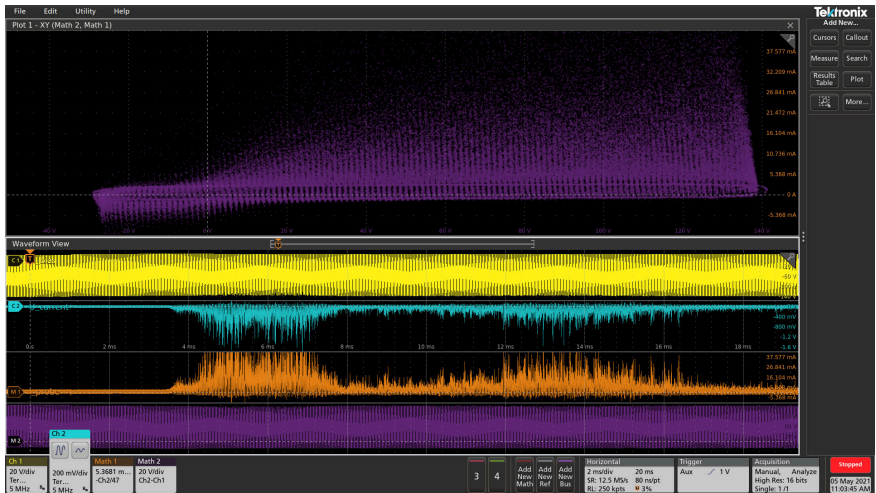 File Edit Utility Help
Tektronix
Plot 1 - XY (Math 2, Math 1)
Add New...
Cursors Callout
Measure Search
Results Table Plot
More...
37.577 mA
32.209 mA
26.841 mA
21.472 mA
16.104 mA
10.736 mA
5.368 mA
0 A
-5.368 mA
-40 V -20 V 0 V 20 V 40 V 60 V 80 V 100 V 120 V 140 V
Waveform View
C 1
T
-50 V
C 2
-400 mV
-800 mV
-1.2 V
-1.6 V
0 s 2 ms 4 ms 6 ms 8 ms 10 ms 12 ms 14 ms 16 ms 18 ms
37.577 mA
26.841 mA
16.104 mA
M 1
-5.368 mA
M 2
Ch 1
20 V/div
Ter...
5 MHz
Ch 2
200 mV/div
Ter...
5 MHz
Math 1
5.3681 m...
-Ch2/47
Math 2
20 V/div
Ch2-Ch1
3
4
Add New Math
Add New Ref
Add New Bus
Horizontal
2 ms/div 20 ms
SR: 12.5 MS/s 80 ns/pt
RL: 250 kpts 3%
Trigger
Aux 1 V
Acquisition
Manual, Analyze
High Res: 16 bits
Single: 1 /1
Stopped
05 May 2021
11:03:45 AM